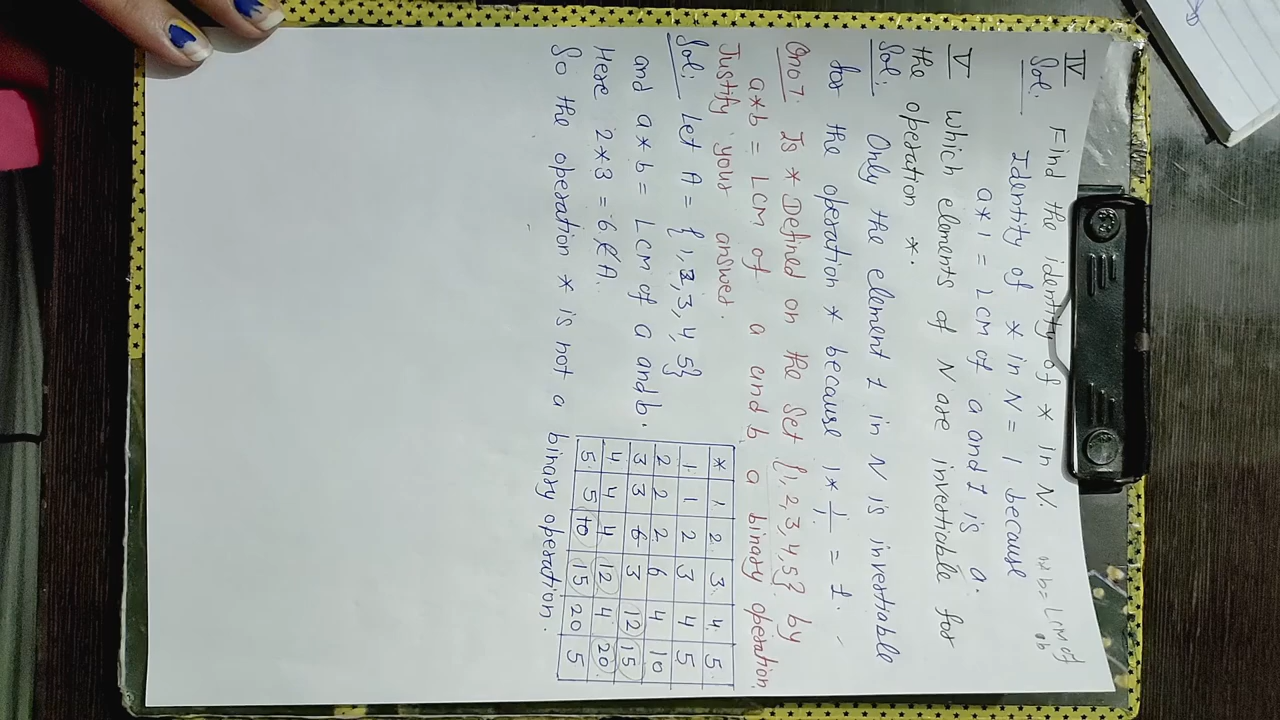 IV Find the identity of * in N.
a*b = LCM of
ab
Sol: Identity of * in N = 1 because
a*1 = LCM of a and 1 is a.
V which elements of N are investiable for
the operation *.
Sol: Only the element 1 in N is investiable
for the operation * because 1*1/1 = 1.
Qno 7. Is * Defined on the Set {1,2,3,4,5} by
a*b = LCM of a and b a binary operation
Justify your answer.
Sol: Let A = {1,2,3,4,5}
and a*b = LCM of a and b.
Here 2*3 = 6 ∉ A.
So the operation * is not a binary operation.
* 1 2. 3. 4. 5.
1. 1 2 3 4 5
2 2 2 6 4 10
3 3 6 3 12 15
4. 4 4 12 4 20
5 5 10 15 20 5